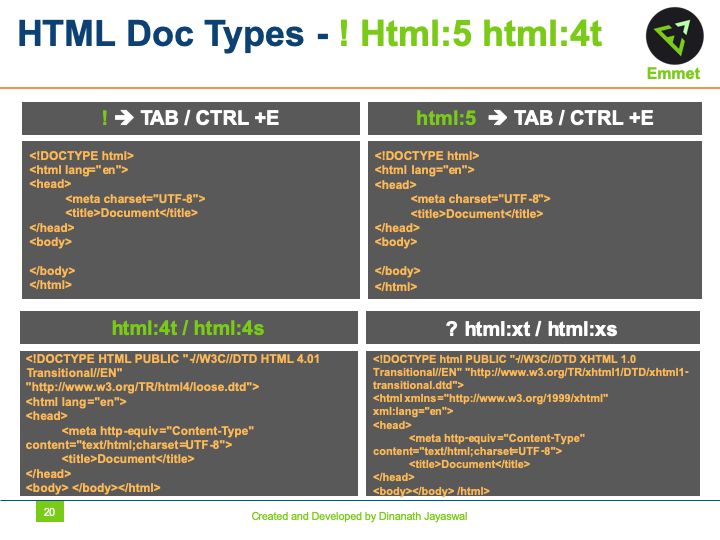 HTML Doc Types - ! Html:5 html:4t
Emmet
! ➔ TAB / CTRL +E
<!DOCTYPE html>
<html lang="en">
<head>
<meta charset="UTF-8">
<title>Document</title>
</head>
<body>
</body>
</html>
html:5 ➔ TAB / CTRL +E
<!DOCTYPE html>
<html lang="en">
<head>
<meta charset="UTF-8">
<title>Document</title>
</head>
<body>
</body>
</html>
html:4t / html:4s
<!DOCTYPE HTML PUBLIC "-//W3C//DTD HTML 4.01
Transitional//EN"
"http://www.w3.org/TR/html4/loose.dtd">
<html lang="en">
<head>
<meta http-equiv="Content-Type"
content="text/html;charset=UTF-8">
<title>Document</title>
</head>
<body> </body></html>
? html:xt / html:xs
<!DOCTYPE html PUBLIC "-//W3C//DTD XHTML 1.0
Transitional//EN" "http://www.w3.org/TR/xhtml1/DTD/xhtml1-
transitional.dtd">
<html xmlns="http://www.w3.org/1999/xhtml"
xml:lang="en">
<head>
<meta http-equiv="Content-Type"
content="text/html;charset=UTF-8">
<title>Document</title>
</head>
<body></body> /html>
20
Created and Developed by Dinanath Jayaswal